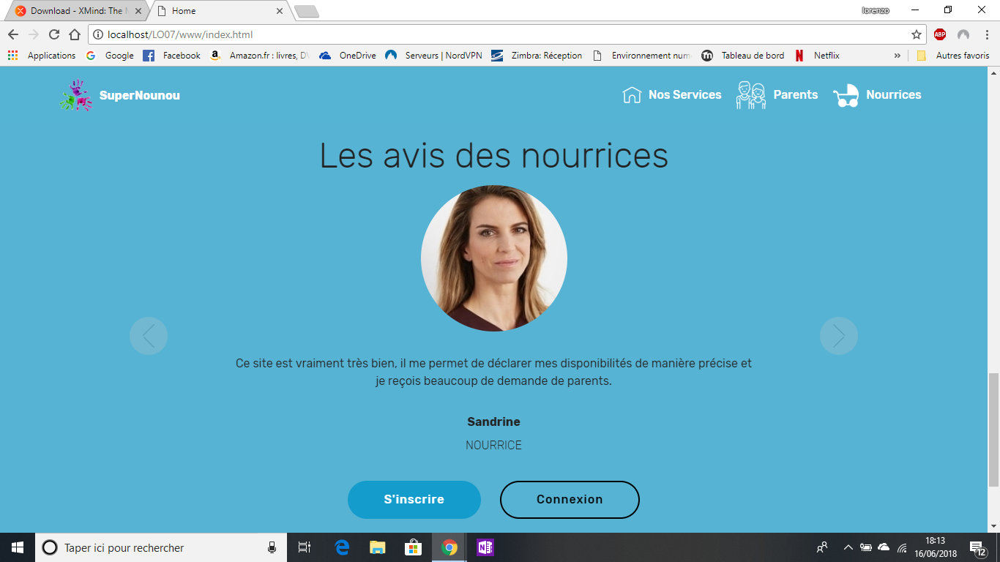 Download - XMind: The M
Home
lorenzo
localhost/LO07/www/index.html
ABP
Applications
Google
Facebook
Amazon.fr : livres, DV
OneDrive
Serveurs | NordVPN
Zimbra: Réception
Environnement num
Tableau de bord
Netflix
»
Autres favoris
SuperNounou
Nos Services
Parents
Nourrices
Les avis des nourrices
Ce site est vraiment très bien, il me permet de déclarer mes disponibilités de manière précise et
je reçois beaucoup de demande de parents.
Sandrine
NOURRICE
S'inscrire
Connexion
Taper ici pour rechercher
18:13
16/06/2018
12